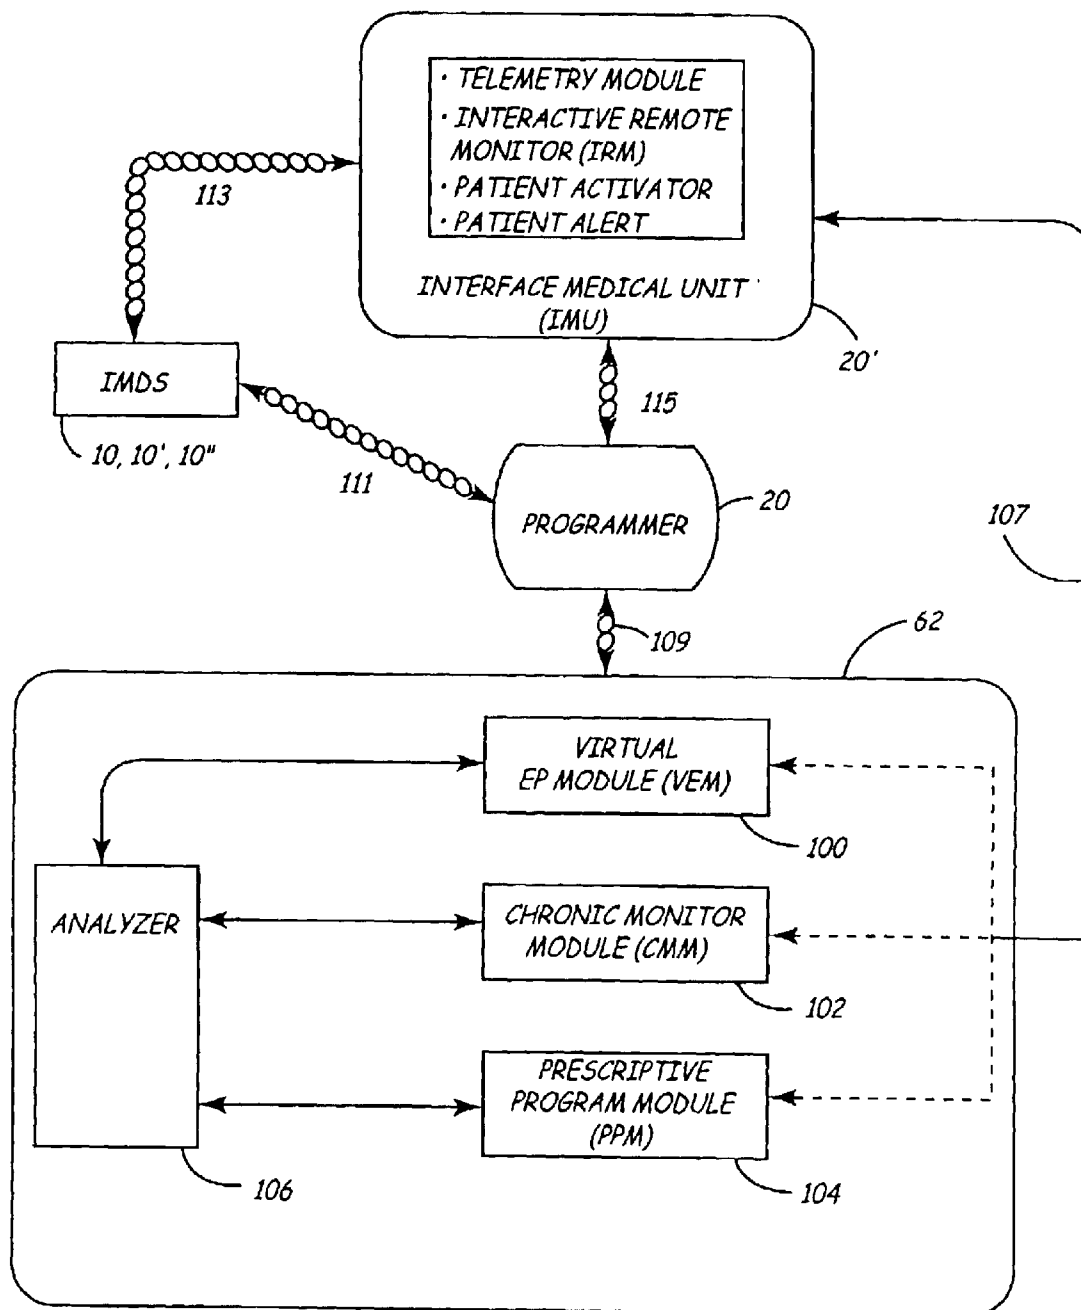 · TELEMETRY MODULE
· INTERACTIVE REMOTE
MONITOR (IRM)
· PATIENT ACTIVATOR
· PATIENT ALERT
INTERFACE MEDICAL UNIT
(IMU)
20'
113
IMDS
10, 10', 10"
115
111
PROGRAMMER
20
107
109
62
VIRTUAL
EP MODULE (VEM)
100
ANALYZER
CHRONIC MONITOR
MODULE (CMM)
102
PRESCRIPTIVE
PROGRAM MODULE
(PPM)
106
104